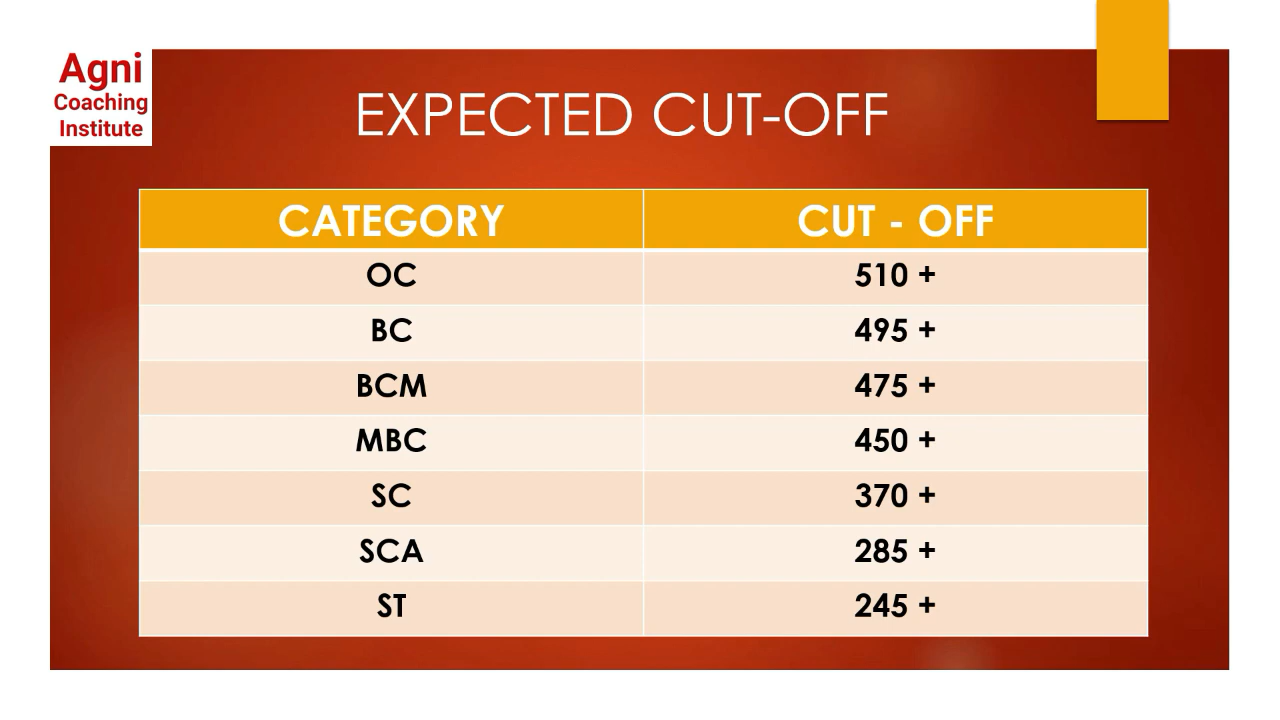 Agni
Coaching
Institute
EXPECTED CUT-OFF
CATEGORY CUT - OFF
OC 510 +
BC 495 +
BCM 475 +
MBC 450 +
SC 370 +
SCA 285 +
ST 245 +